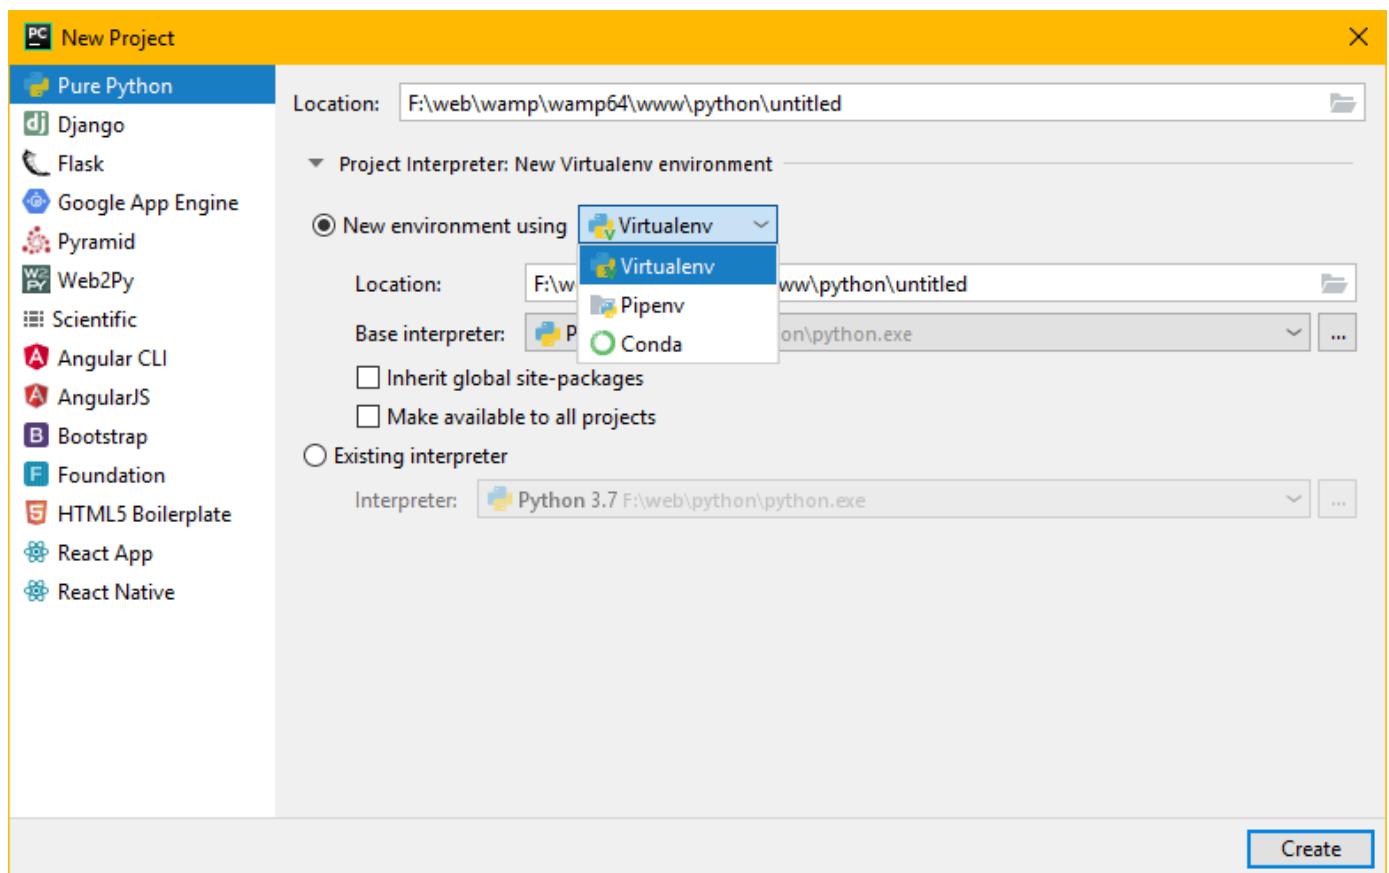 PC New Project
Pure Python
dj Django
Flask
Google App Engine
Pyramid
W2PY Web2Py
Scientific
Angular CLI
AngularJS
B Bootstrap
F Foundation
HTML5 Boilerplate
React App
React Native
Location: F:\web\wamp\wamp64\www\python\untitled
Project Interpreter: New Virtualenv environment
New environment using Virtualenv
Virtualenv
Pipenv
Conda
Location: F:\w ww\python\untitled
Base interpreter: P on\python.exe ...
Inherit global site-packages
Make available to all projects
Existing interpreter
Interpreter: Python 3.7 F:\web\python\python.exe ...
Create